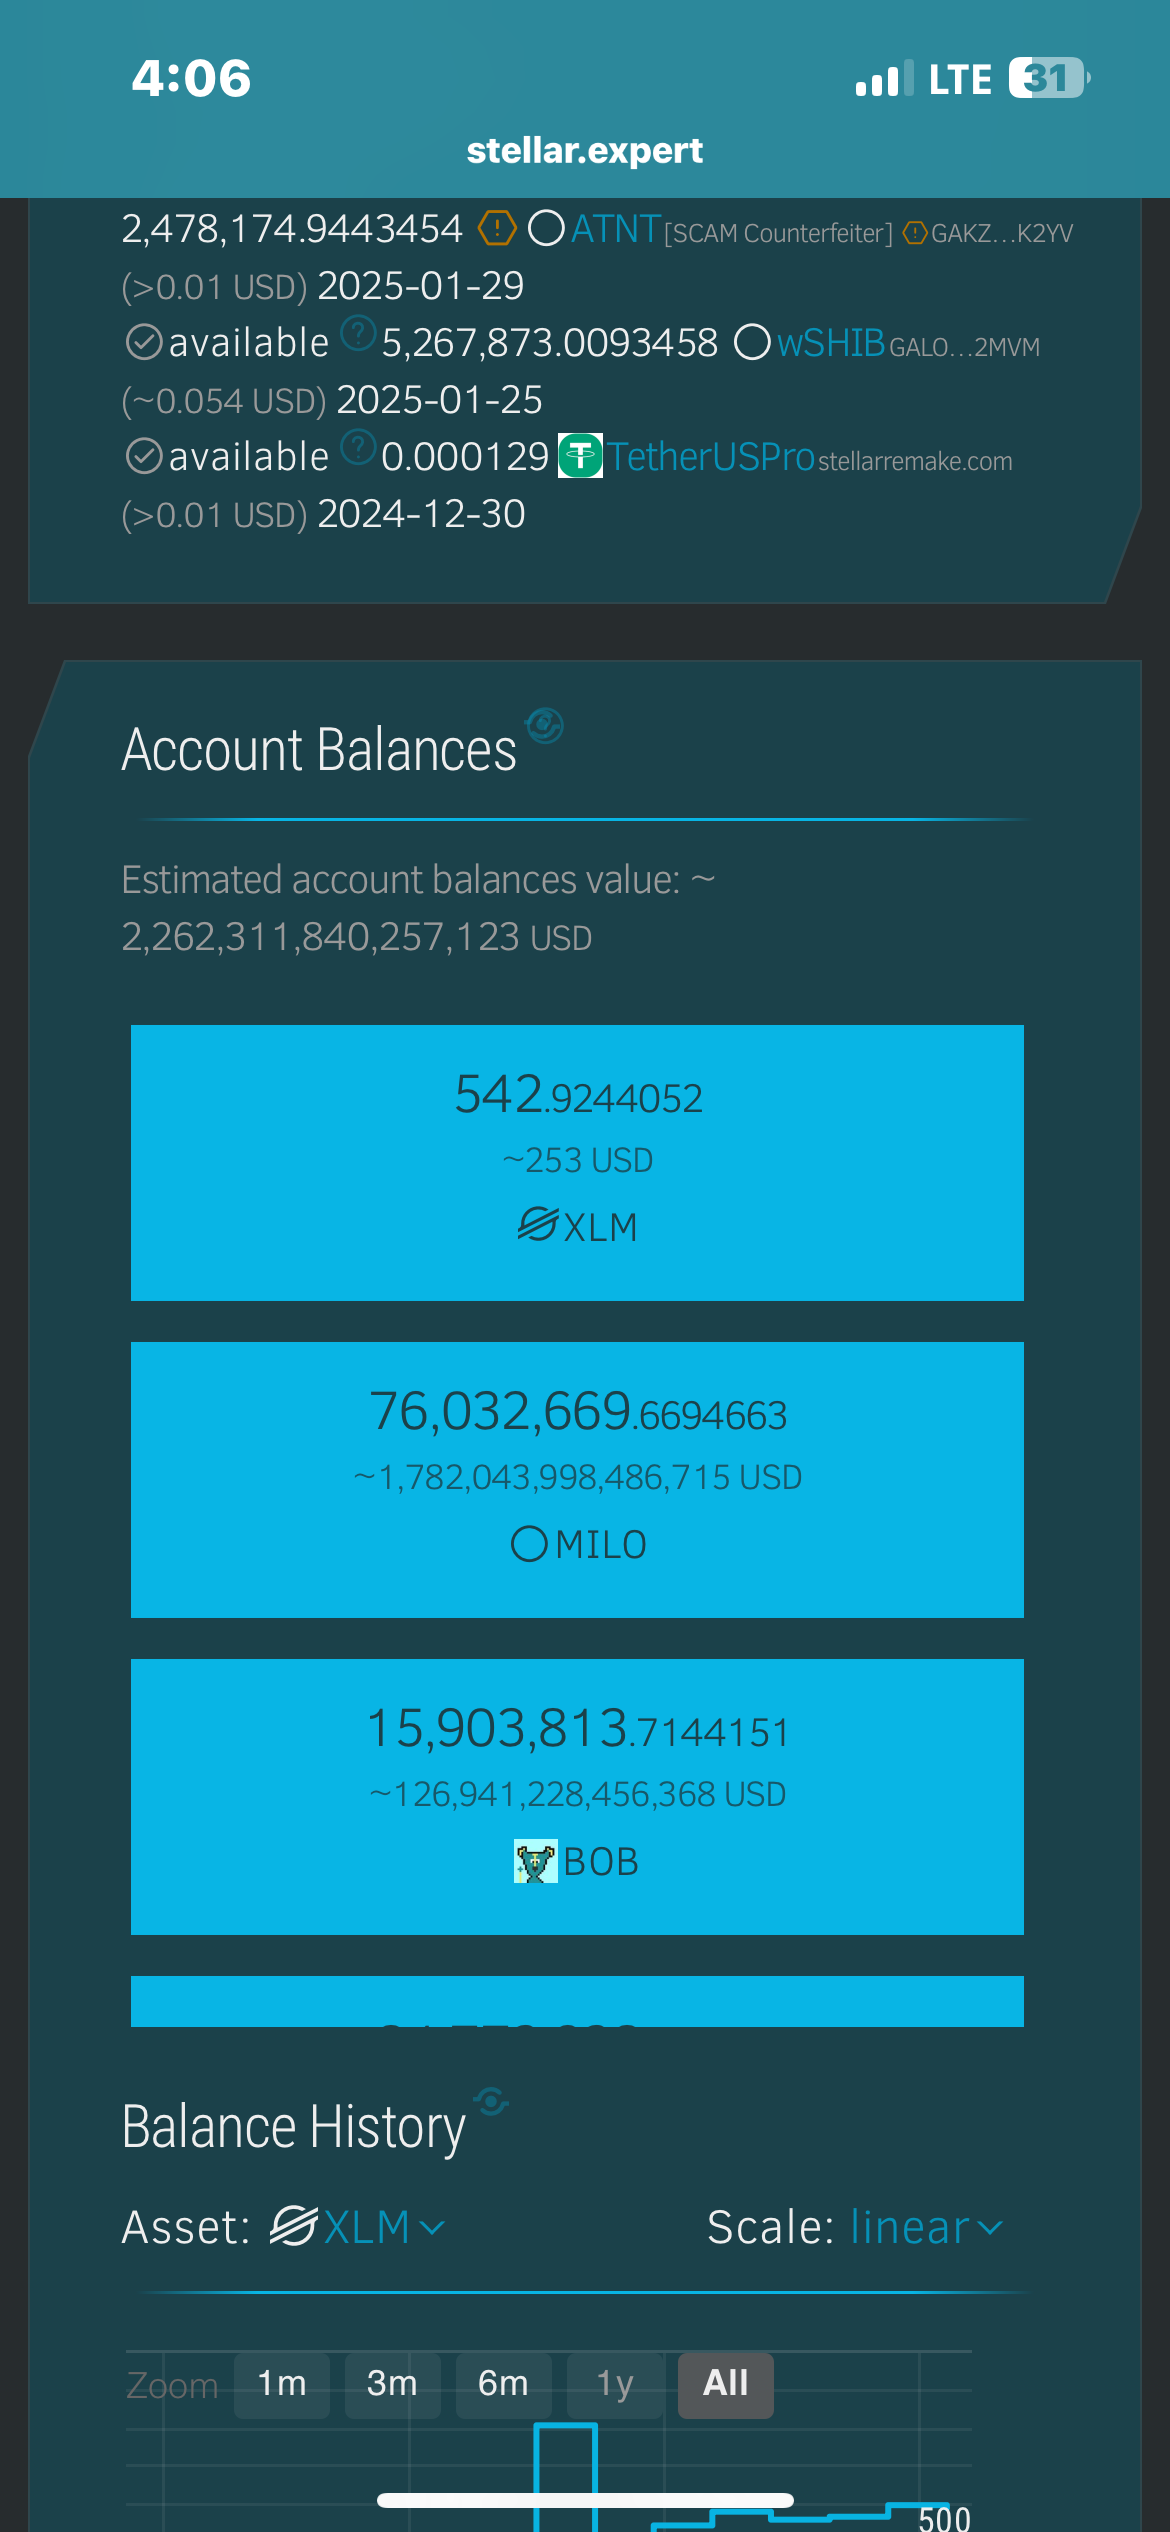 4:06
LTE 31
stellar.expert
2,478,174.9443454 ATNT [SCAM Counterfeiter] GAKZ...K2YV
(>0.01 USD) 2025-01-29
available ? 5,267,873.0093458 wSHIB GALO...2MVM
(~0.054 USD) 2025-01-25
available ? 0.000129 TetherUSPro stellarremake.com
(>0.01 USD) 2024-12-30
Account Balances
Estimated account balances value: ~
2,262,311,840,257,123 USD
542.9244052
~253 USD
XLM
76,032,669.6694663
~1,782,043,998,486,715 USD
MILO
15,903,813.7144151
~126,941,228,456,368 USD
BOB
Balance History
Asset: XLM
Scale: linear
Zoom 1m 3m 6m 1y All
500